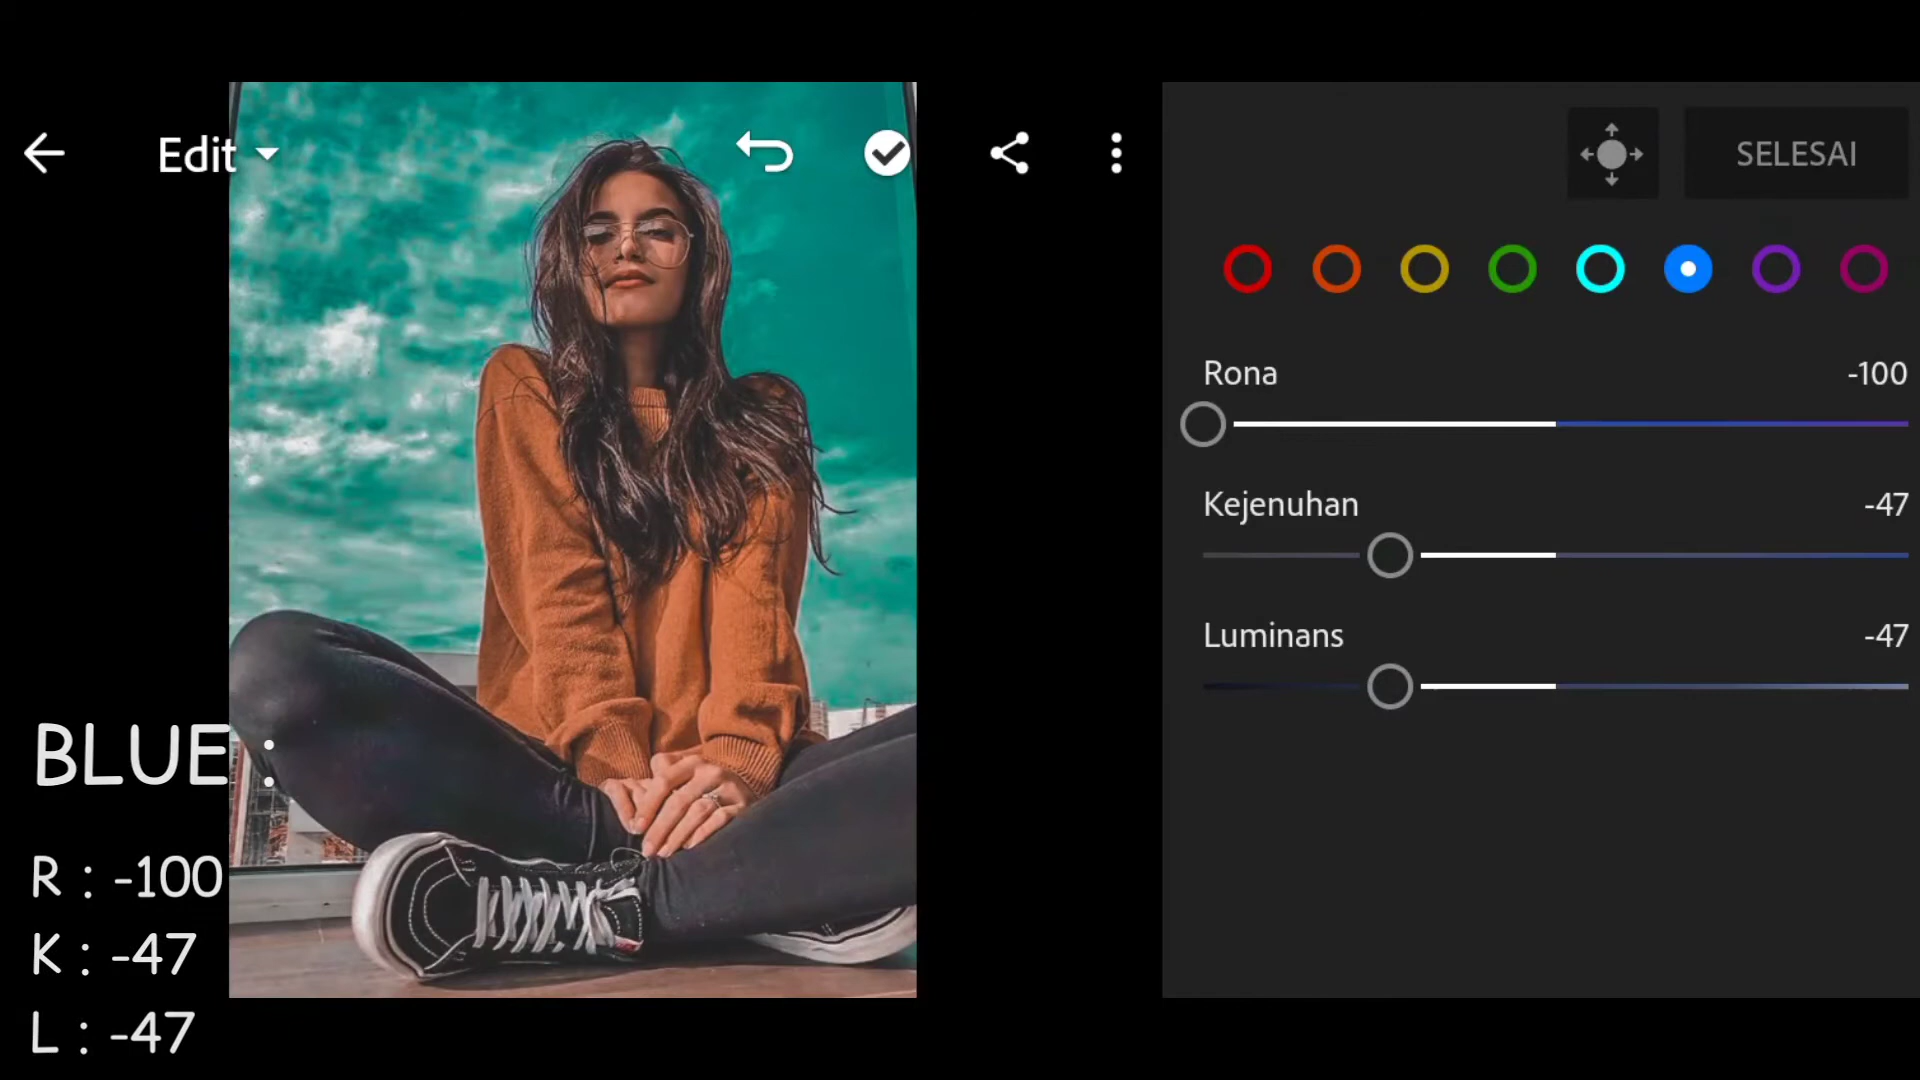 Edit
SELESAI
Rona -100
Kejenuhan -47
Luminans -47
BLUE :
R : -100
K : -47
L : -47